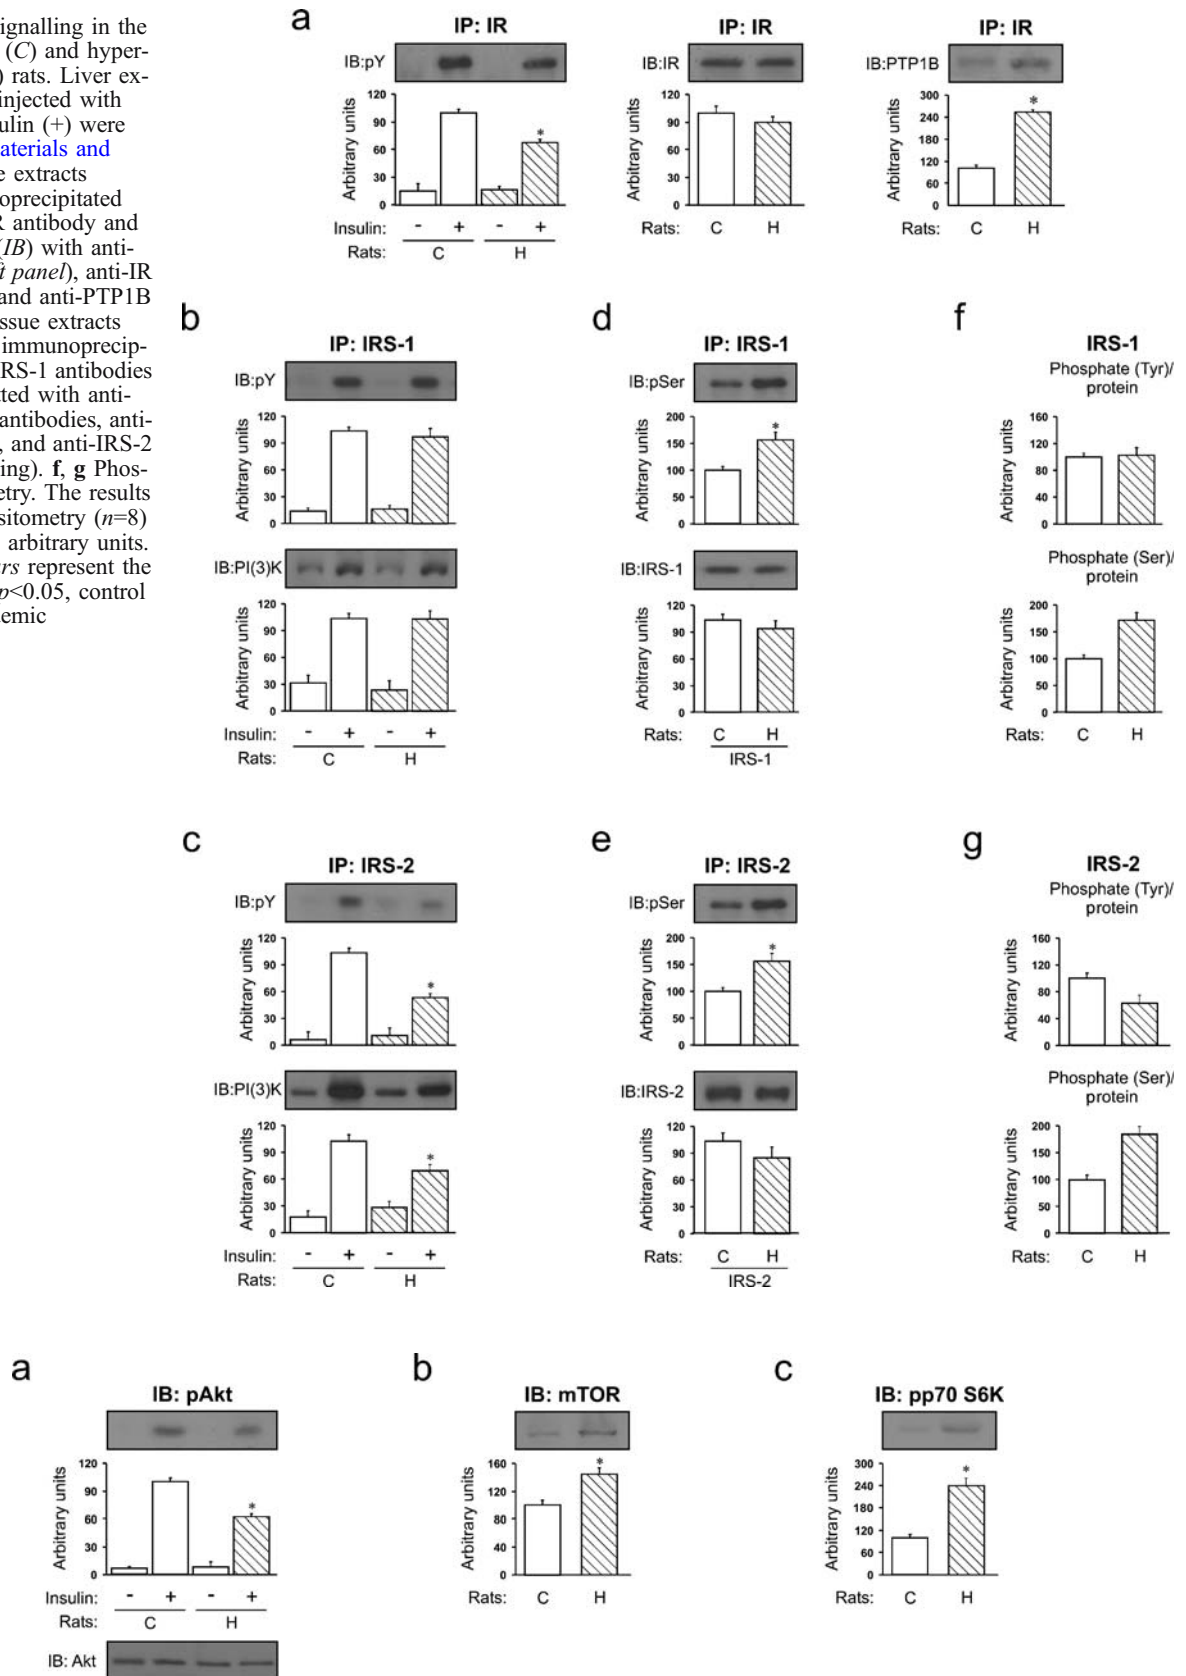 ignalling in the
(C) and hyper-
) rats. Liver ex-
injected with
ulin (+) were
aterials and
e extracts
oprecipitated
R antibody and
(IB) with anti-
ft panel), anti-IR
and anti-PTP1B
issue extracts
immunoprecip-
IRS-1 antibodies
tted with anti-
antibodies, anti-
, and anti-IRS-2
ing). f, g Phos-
etry. The results
sitometry (n=8)
arbitrary units.
rs represent the
p<0.05, control
lemic
a
IP: IR
IB:pY
Arbitrary units
120
90
60
30
0
*
Insulin: - + - +
Rats: C H
IP: IR
IB:IR
Arbitrary units
120
90
60
30
0
Rats: C H
IP: IR
IB:PTP1B
Arbitrary units
300
240
180
120
60
0
*
Rats: C H
b
IP: IRS-1
IB:pY
Arbitrary units
120
90
60
30
0
IB:PI(3)K
Arbitrary units
120
90
60
30
0
Insulin: - + - +
Rats: C H
d
IP: IRS-1
IB:pSer
Arbitrary units
200
150
100
50
0
*
IB:IRS-1
Arbitrary units
120
90
60
30
0
Rats: C H
IRS-1
f
IRS-1
Phosphate (Tyr)/
protein
Arbitrary units
160
120
80
40
0
Phosphate (Ser)/
protein
Arbitrary units
200
150
100
50
0
Rats: C H
c
IP: IRS-2
IB:pY
Arbitrary units
120
90
60
30
0
*
IB:PI(3)K
Arbitrary units
120
90
60
30
0
*
Insulin: - + - +
Rats: C H
e
IP: IRS-2
IB:pSer
Arbitrary units
200
150
100
50
0
*
IB:IRS-2
Arbitrary units
120
90
60
30
0
Rats: C H
IRS-2
g
IRS-2
Phosphate (Tyr)/
protein
Arbitrary units
160
120
80
40
0
Phosphate (Ser)/
protein
Arbitrary units
200
150
100
50
0
Rats: C H
a
IB: pAkt
Arbitrary units
120
90
60
30
0
*
Insulin: - + - +
Rats: C H
IB: Akt
b
IB: mTOR
Arbitrary units
160
120
80
40
0
*
Rats: C H
c
IB: pp70 S6K
Arbitrary units
300
240
180
120
60
0
*
Rats: C H